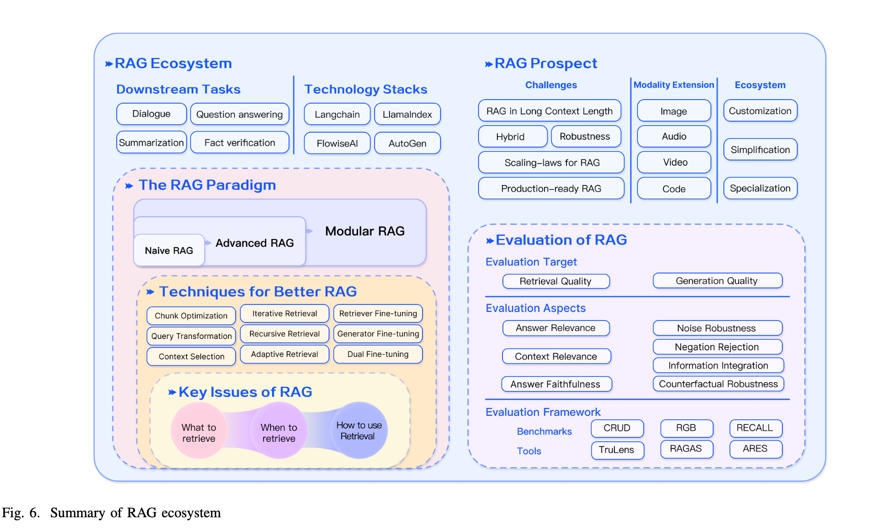 RAG Ecosystem
Downstream Tasks
Dialogue
Question answering
Summarization
Fact verification
Technology Stacks
Langchain
LlamaIndex
FlowiseAI
AutoGen
The RAG Paradigm
Naive RAG
Advanced RAG
Modular RAG
Techniques for Better RAG
Chunk Optimization
Iterative Retrieval
Retriever Fine-tuning
Query Transformation
Recursive Retrieval
Generator Fine-tuning
Context Selection
Adaptive Retrieval
Dual Fine-tuning
Key Issues of RAG
What to
retrieve
When to
retrieve
How to use
Retrieval
RAG Prospect
Challenges
RAG in Long Context Length
Hybrid
Robustness
Scaling-laws for RAG
Production-ready RAG
Modality Extension
Image
Audio
Video
Code
Ecosystem
Customization
Simplification
Specialization
Evaluation of RAG
Evaluation Target
Retrieval Quality
Generation Quality
Evaluation Aspects
Answer Relevance
Context Relevance
Answer Faithfulness
Noise Robustness
Negation Rejection
Information Integration
Counterfactual Robustness
Evaluation Framework
Benchmarks
CRUD
RGB
RECALL
Tools
TruLens
RAGAS
ARES
Fig. 6. Summary of RAG ecosystem